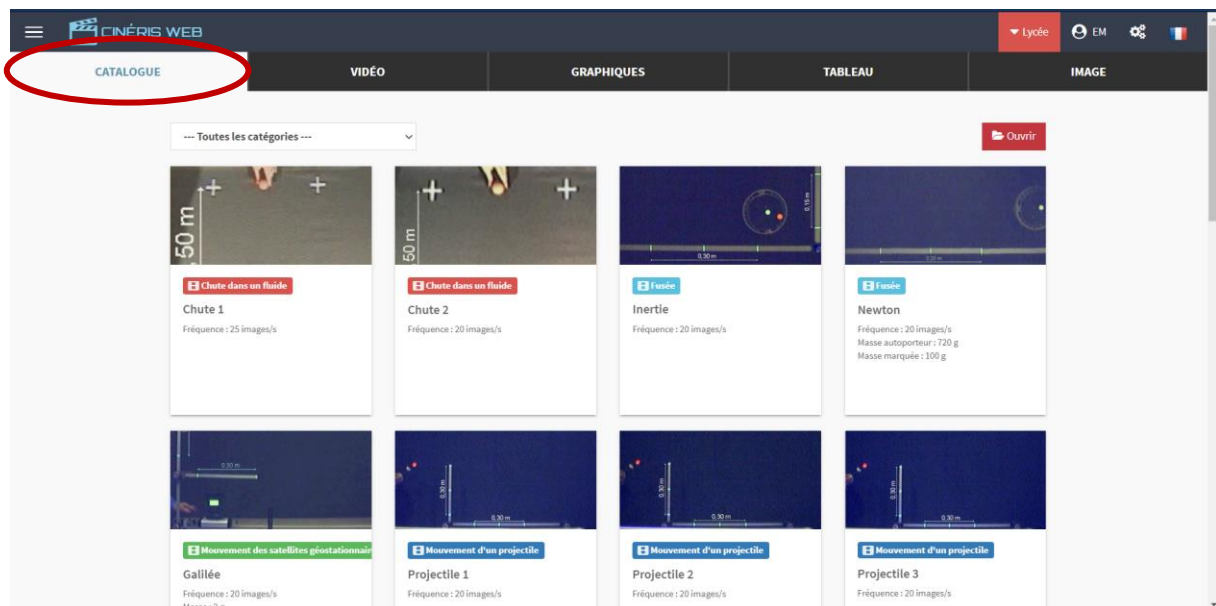 CINÉRIS WEB
Lycée
EM
CATALOGUE
VIDÉO
GRAPHIQUES
TABLEAU
IMAGE
--- Toutes les catégories ---
Ouvrir
50 m
50 m
0,15 m
0,30 m
0,30 m
Chute dans un fluide
Chute dans un fluide
Fusée
Fusée
Chute 1
Chute 2
Inertie
Newton
Fréquence : 25 images/s
Fréquence : 20 images/s
Fréquence : 20 images/s
Fréquence : 20 images/s
Masse autoporteur : 720 g
Masse marquée : 100 g
0,30 m
0,30 m
0,30 m
0,30 m
0,30 m
0,30 m
0,30 m
Mouvement des satellites géostationnair
Mouvement d'un projectile
Mouvement d'un projectile
Mouvement d'un projectile
Galilée
Projectile 1
Projectile 2
Projectile 3
Fréquence : 20 images/s
Fréquence : 20 images/s
Fréquence : 20 images/s
Fréquence : 20 images/s